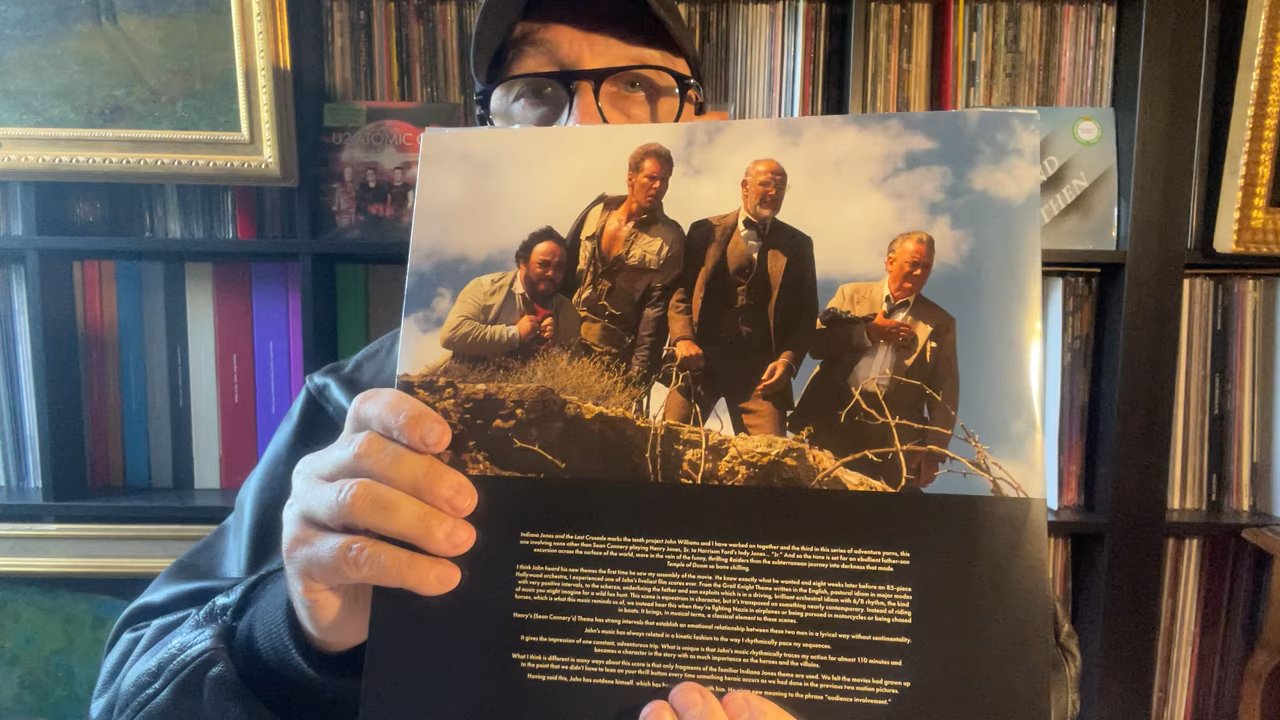 U2 ATOMIC
ND
THEN
Indiana Jones and the Last Crusade marks the tenth project John Williams and I have worked on together and the third in this series of adventure yarns, this
one involving none other than Sean Connery playing Henry Jones, Sr. to Harrison Ford's Indy Jones... "Jr." And so the tone is set for an ebullient father-son
excursion across the surface of the world, more in the vein of the funny, thrilling Raiders than the subterranean journey into darkness that made
Temple of Doom so bone chilling.
I think John heard his new themes the first time he saw my assembly of the movie. He knew exactly what he wanted and eight weeks later before an 85-piece
Hollywood orchestra, I experienced one of John's liveliest film scores ever. From the Grail Knight Theme written in the English, pastoral idiom in major modes
with very positive intervals, to the scherzo, underlining the father and son exploits which is in a driving, brilliant orchestral idiom with 6/8 rhythm, the kind
of music you might imagine for a wild fox hunt. This scene is equestrian in character, but it's transposed on something nearly contemporary. Instead of riding
horses, which is what this music reminds us of, we instead hear this when they're fighting Nazis in airplanes or being pursued in motorcycles or being chased
in boats. It brings, in musical terms, a classical element to these scenes.
Henry's (Sean Connery's) Theme has strong intervals that establish an emotional relationship between these two men in a lyrical way without sentimentality.
John's music has always related in a kinetic fashion to the way I rhythmically pace my sequences.
It gives the impression of one constant, adventurous trip. What is unique is that John's music rhythmically traces my action for almost 110 minutes and
becomes a character in the story with as much importance as the heroes and the villains.
What I think is different in many ways about this score is that only fragments of the familiar Indiana Jones theme are used. We felt the movies had grown up
to the point that we didn't have to lean on your thrill button every time something heroic occurs as we had done in the previous two motion pictures.
Having said this, John has outdone himself, which has him. He gives new meaning to the phrase "audience involvement."